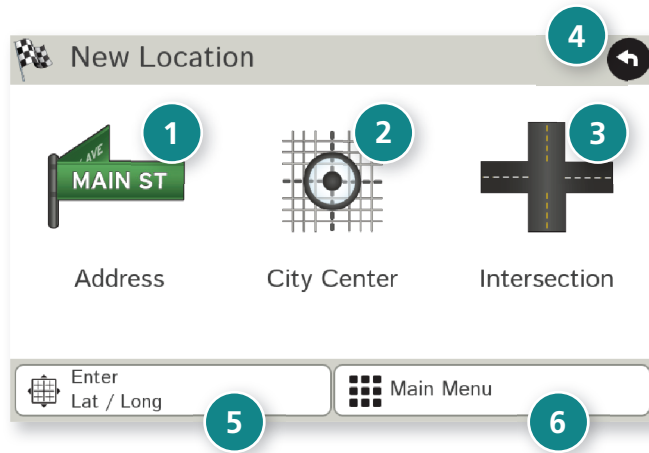 4
New Location
1
2
3
AVE
MAIN ST
Address
City Center
Intersection
Enter
Lat / Long
Main Menu
5
6